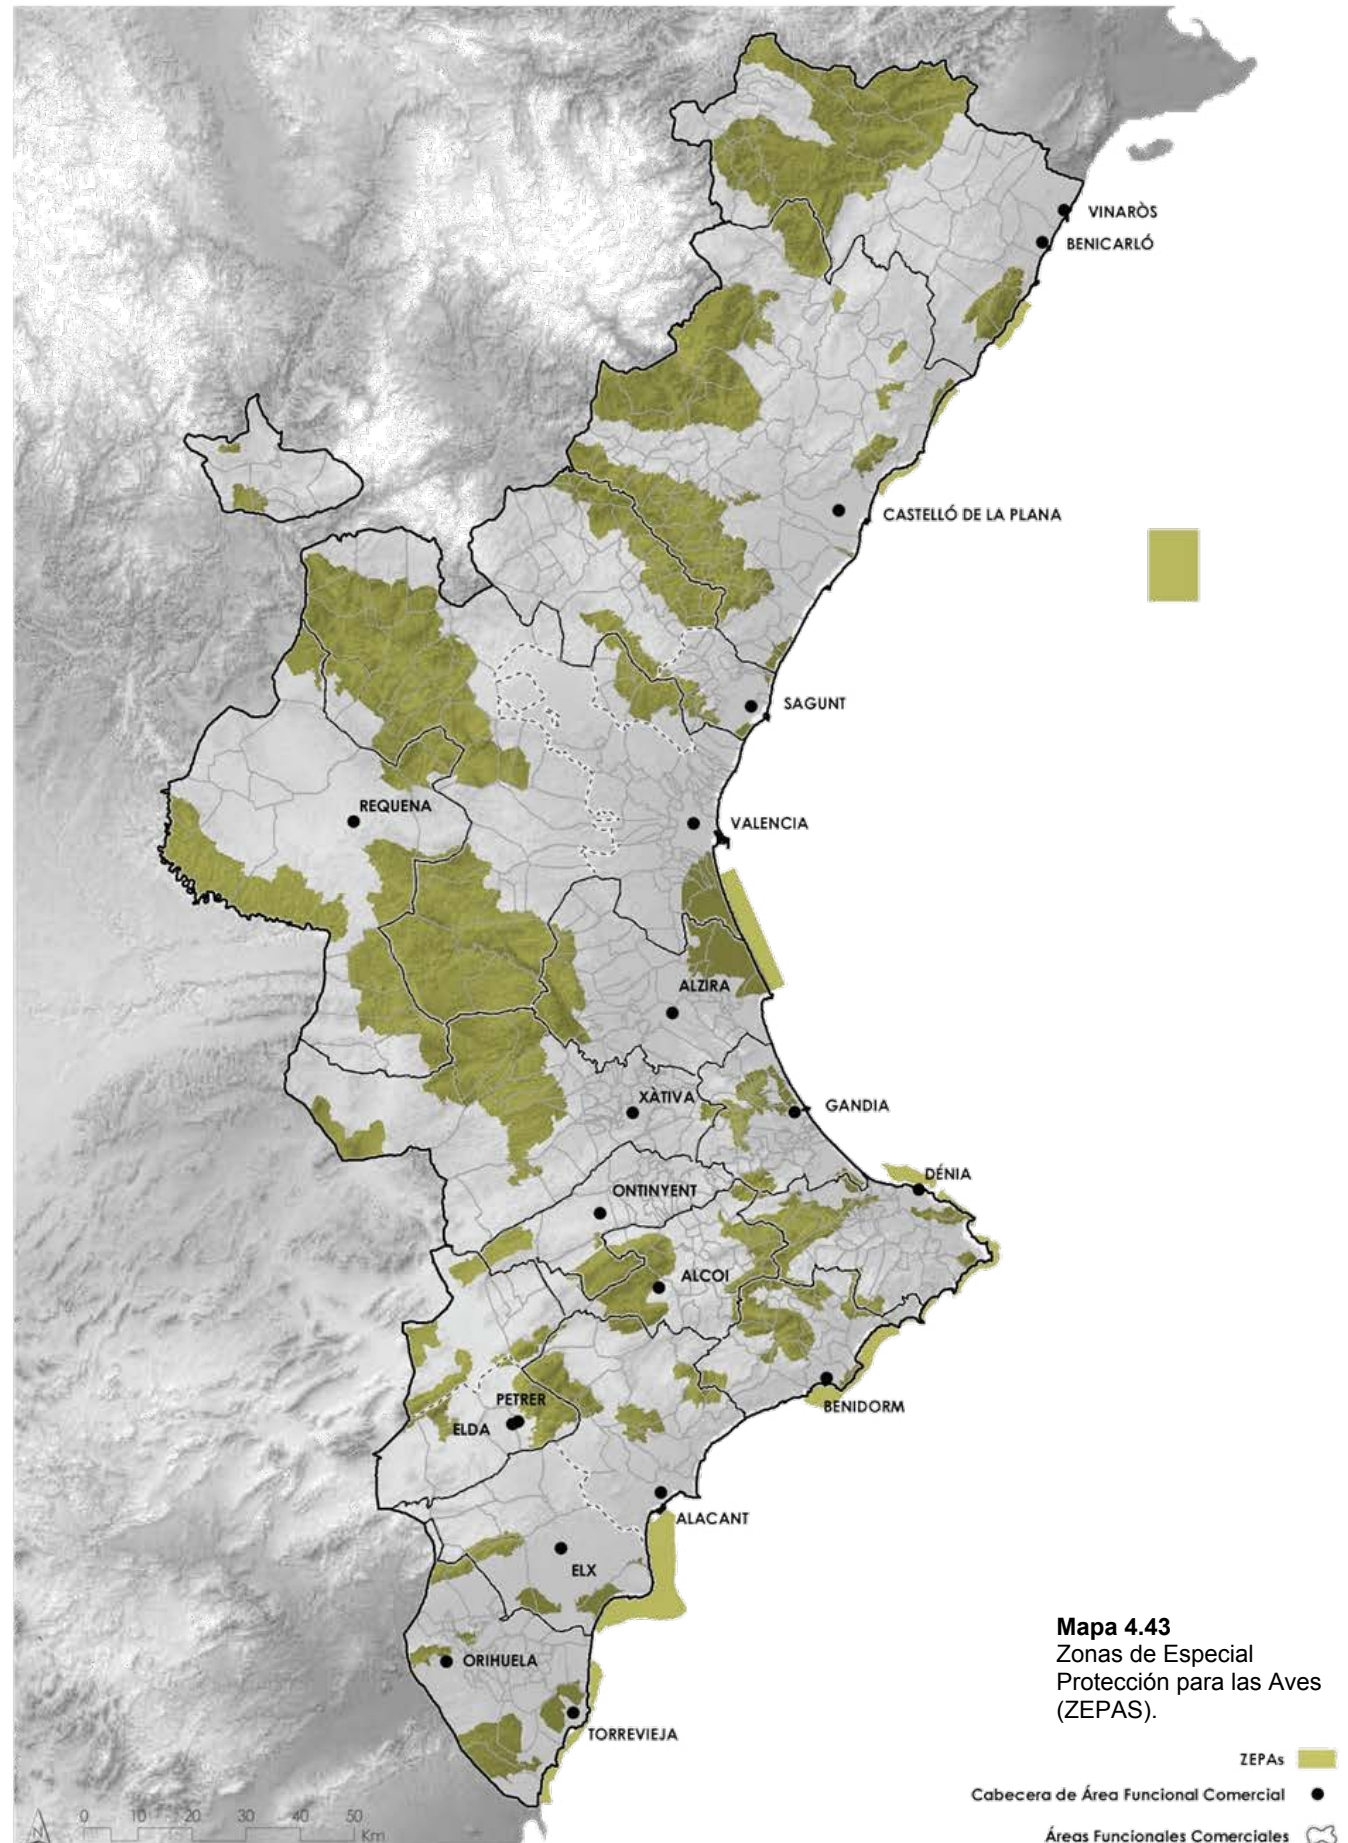 VINARÒS
BENICARLÓ
CASTELLÓ DE LA PLANA
SAGUNT
REQUENA
VALENCIA
ALZIRA
XÀTIVA
GANDIA
DÉNIA
ONTINYENT
ALCOI
PETRER
BENIDORM
ELDA
ALACANT
ELX
ORIHUELA
TORREVIEJA
Mapa 4.43
Zonas de Especial
Protección para las Aves
(ZEPAS).
ZEPAs
Cabecera de Área Funcional Comercial
Áreas Funcionales Comerciales
N
0 10 20 30 40 50
Km